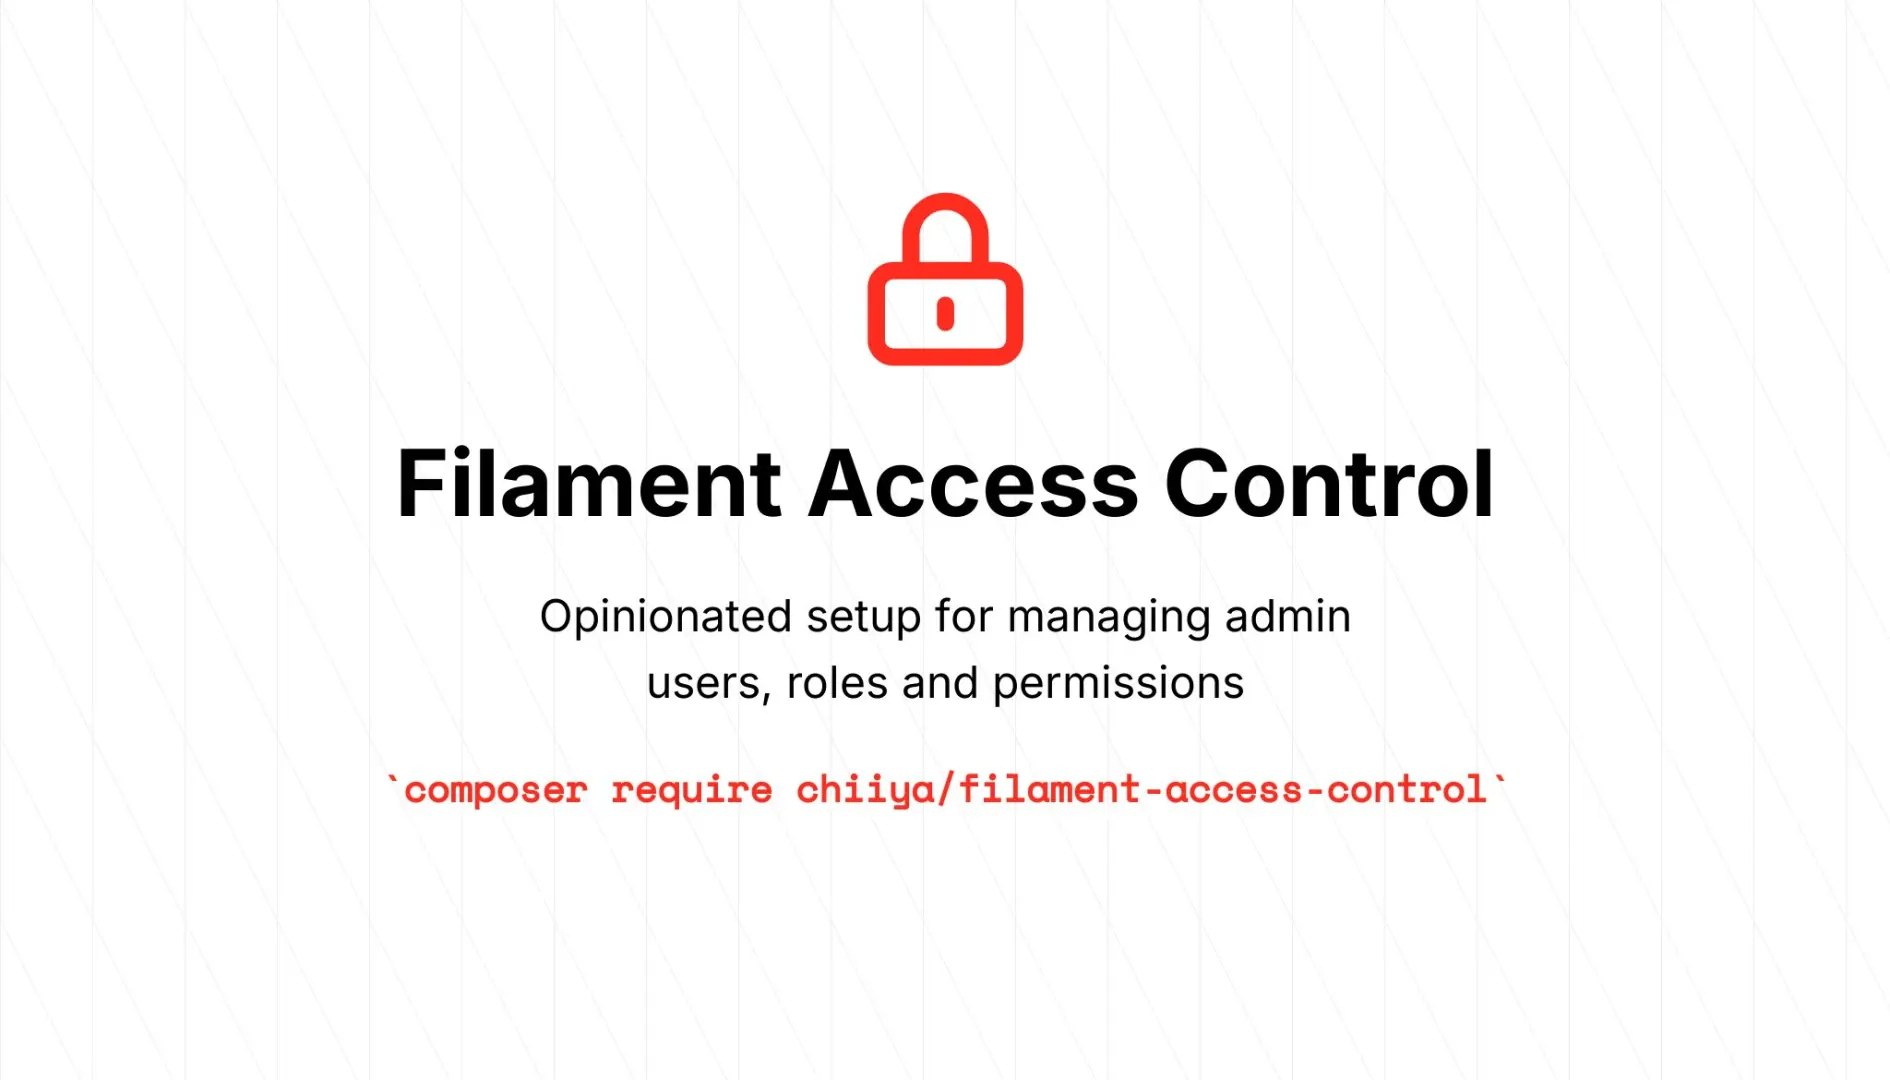 Filament Access Control
Opinionated setup for managing admin
users, roles and permissions
`composer require chiiya/filament-access-control`